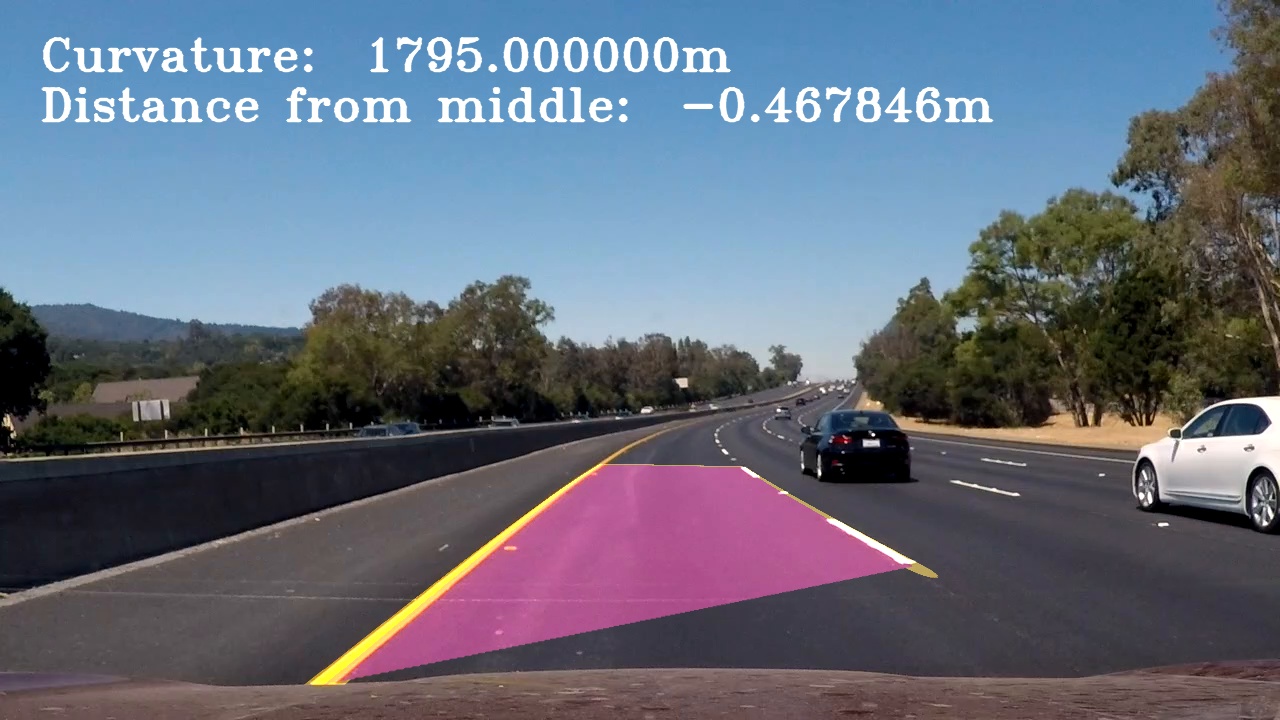 Curvature: 1795.000000m
Distance from middle: −0.467846m